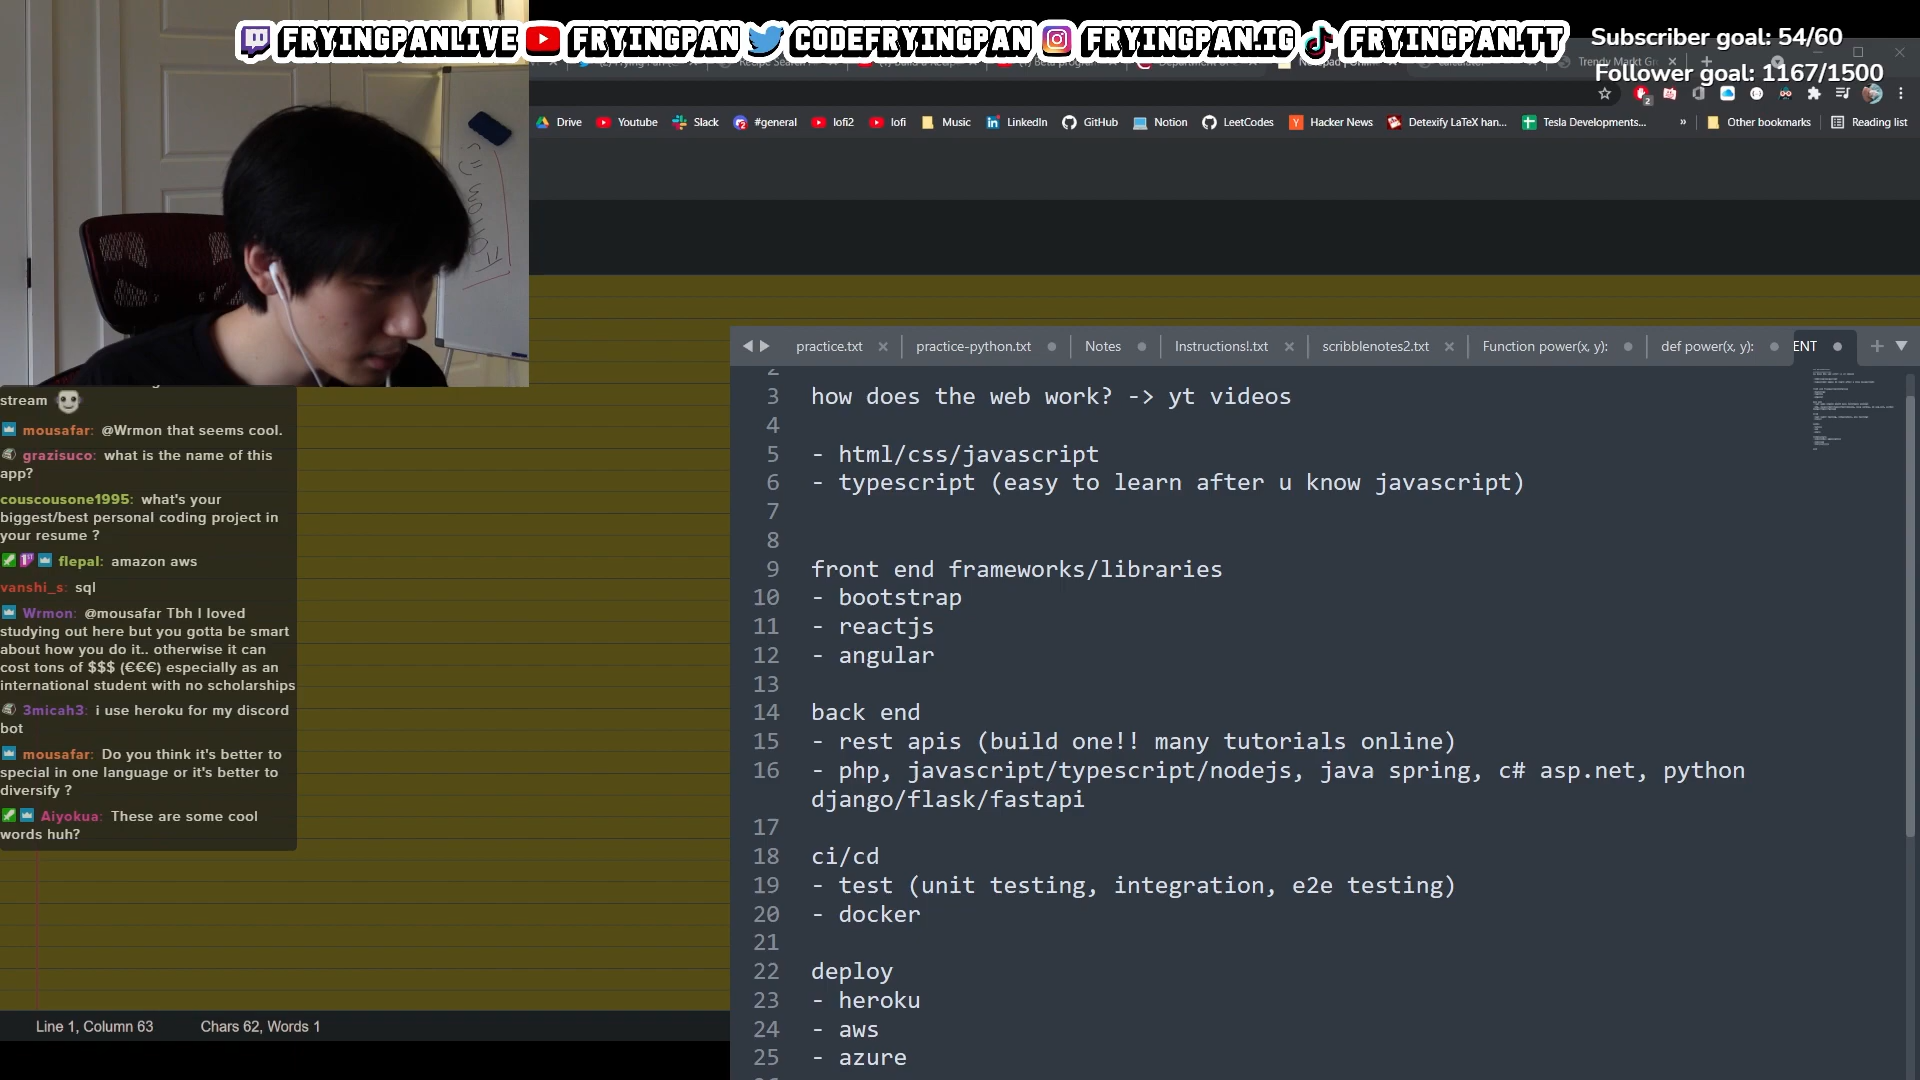 FRYINGPANLIVE FRYINGPAN CODEFRYINGPAN FRYINGPAN.IG FRYINGPAN.TT
Subscriber goal: 54/60
Follower goal: 1167/1500
Drive Youtube Slack #general lofi2 lofi Music LinkedIn GitHub Notion LeetCodes Hacker News Detexify LaTeX han... Tesla Developments... » Other bookmarks Reading list
Follow
stream
mousafar: @Wrmon that seems cool.
grazisuco: what is the name of this
app?
couscousone1995: what's your
biggest/best personal coding project in
your resume ?
flepal: amazon aws
vanshi_s: sql
Wrmon: @mousafar Tbh I loved
studying out here but you gotta be smart
about how you do it.. otherwise it can
cost tons of $$$ (€€€) especially as an
international student with no scholarships
3micah3: i use heroku for my discord
bot
mousafar: Do you think it's better to
special in one language or it's better to
diversify ?
Aiyokua: These are some cool
words huh?
Line 1, Column 63 Chars 62, Words 1
practice.txt practice-python.txt Notes Instructions!.txt scribblenotes2.txt Function power(x, y): def power(x, y): ENT
2
3 how does the web work? -> yt videos
4
5 - html/css/javascript
6 - typescript (easy to learn after u know javascript)
7
8
9 front end frameworks/libraries
10 - bootstrap
11 - reactjs
12 - angular
13
14 back end
15 - rest apis (build one!! many tutorials online)
16 - php, javascript/typescript/nodejs, java spring, c# asp.net, python
django/flask/fastapi
17
18 ci/cd
19 - test (unit testing, integration, e2e testing)
20 - docker
21
22 deploy
23 - heroku
24 - aws
25 - azure